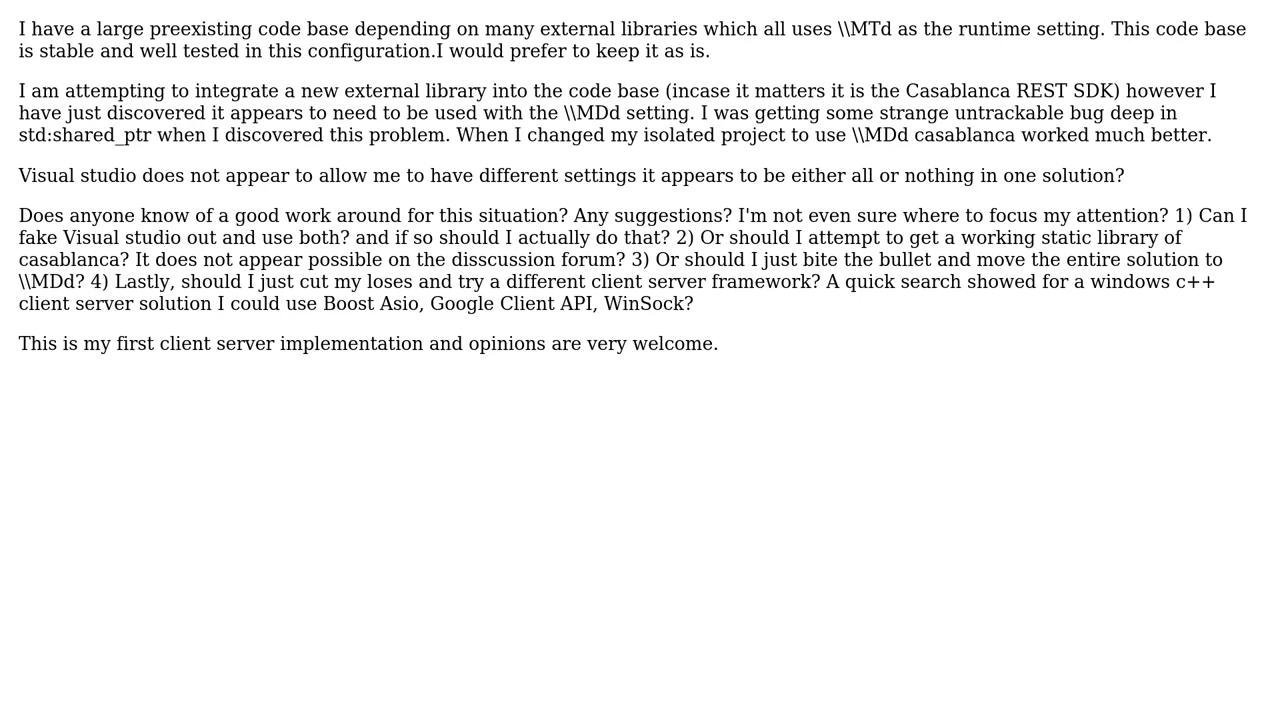 I have a large preexisting code base depending on many external libraries which all uses \\MTd as the runtime setting. This code base
is stable and well tested in this configuration.I would prefer to keep it as is.
I am attempting to integrate a new external library into the code base (incase it matters it is the Casablanca REST SDK) however I
have just discovered it appears to need to be used with the \\MDd setting. I was getting some strange untrackable bug deep in
std:shared_ptr when I discovered this problem. When I changed my isolated project to use \\MDd casablanca worked much better.
Visual studio does not appear to allow me to have different settings it appears to be either all or nothing in one solution?
Does anyone know of a good work around for this situation? Any suggestions? I'm not even sure where to focus my attention? 1) Can I
fake Visual studio out and use both? and if so should I actually do that? 2) Or should I attempt to get a working static library of
casablanca? It does not appear possible on the disscussion forum? 3) Or should I just bite the bullet and move the entire solution to
\\MDd? 4) Lastly, should I just cut my loses and try a different client server framework? A quick search showed for a windows c++
client server solution I could use Boost Asio, Google Client API, WinSock?
This is my first client server implementation and opinions are very welcome.